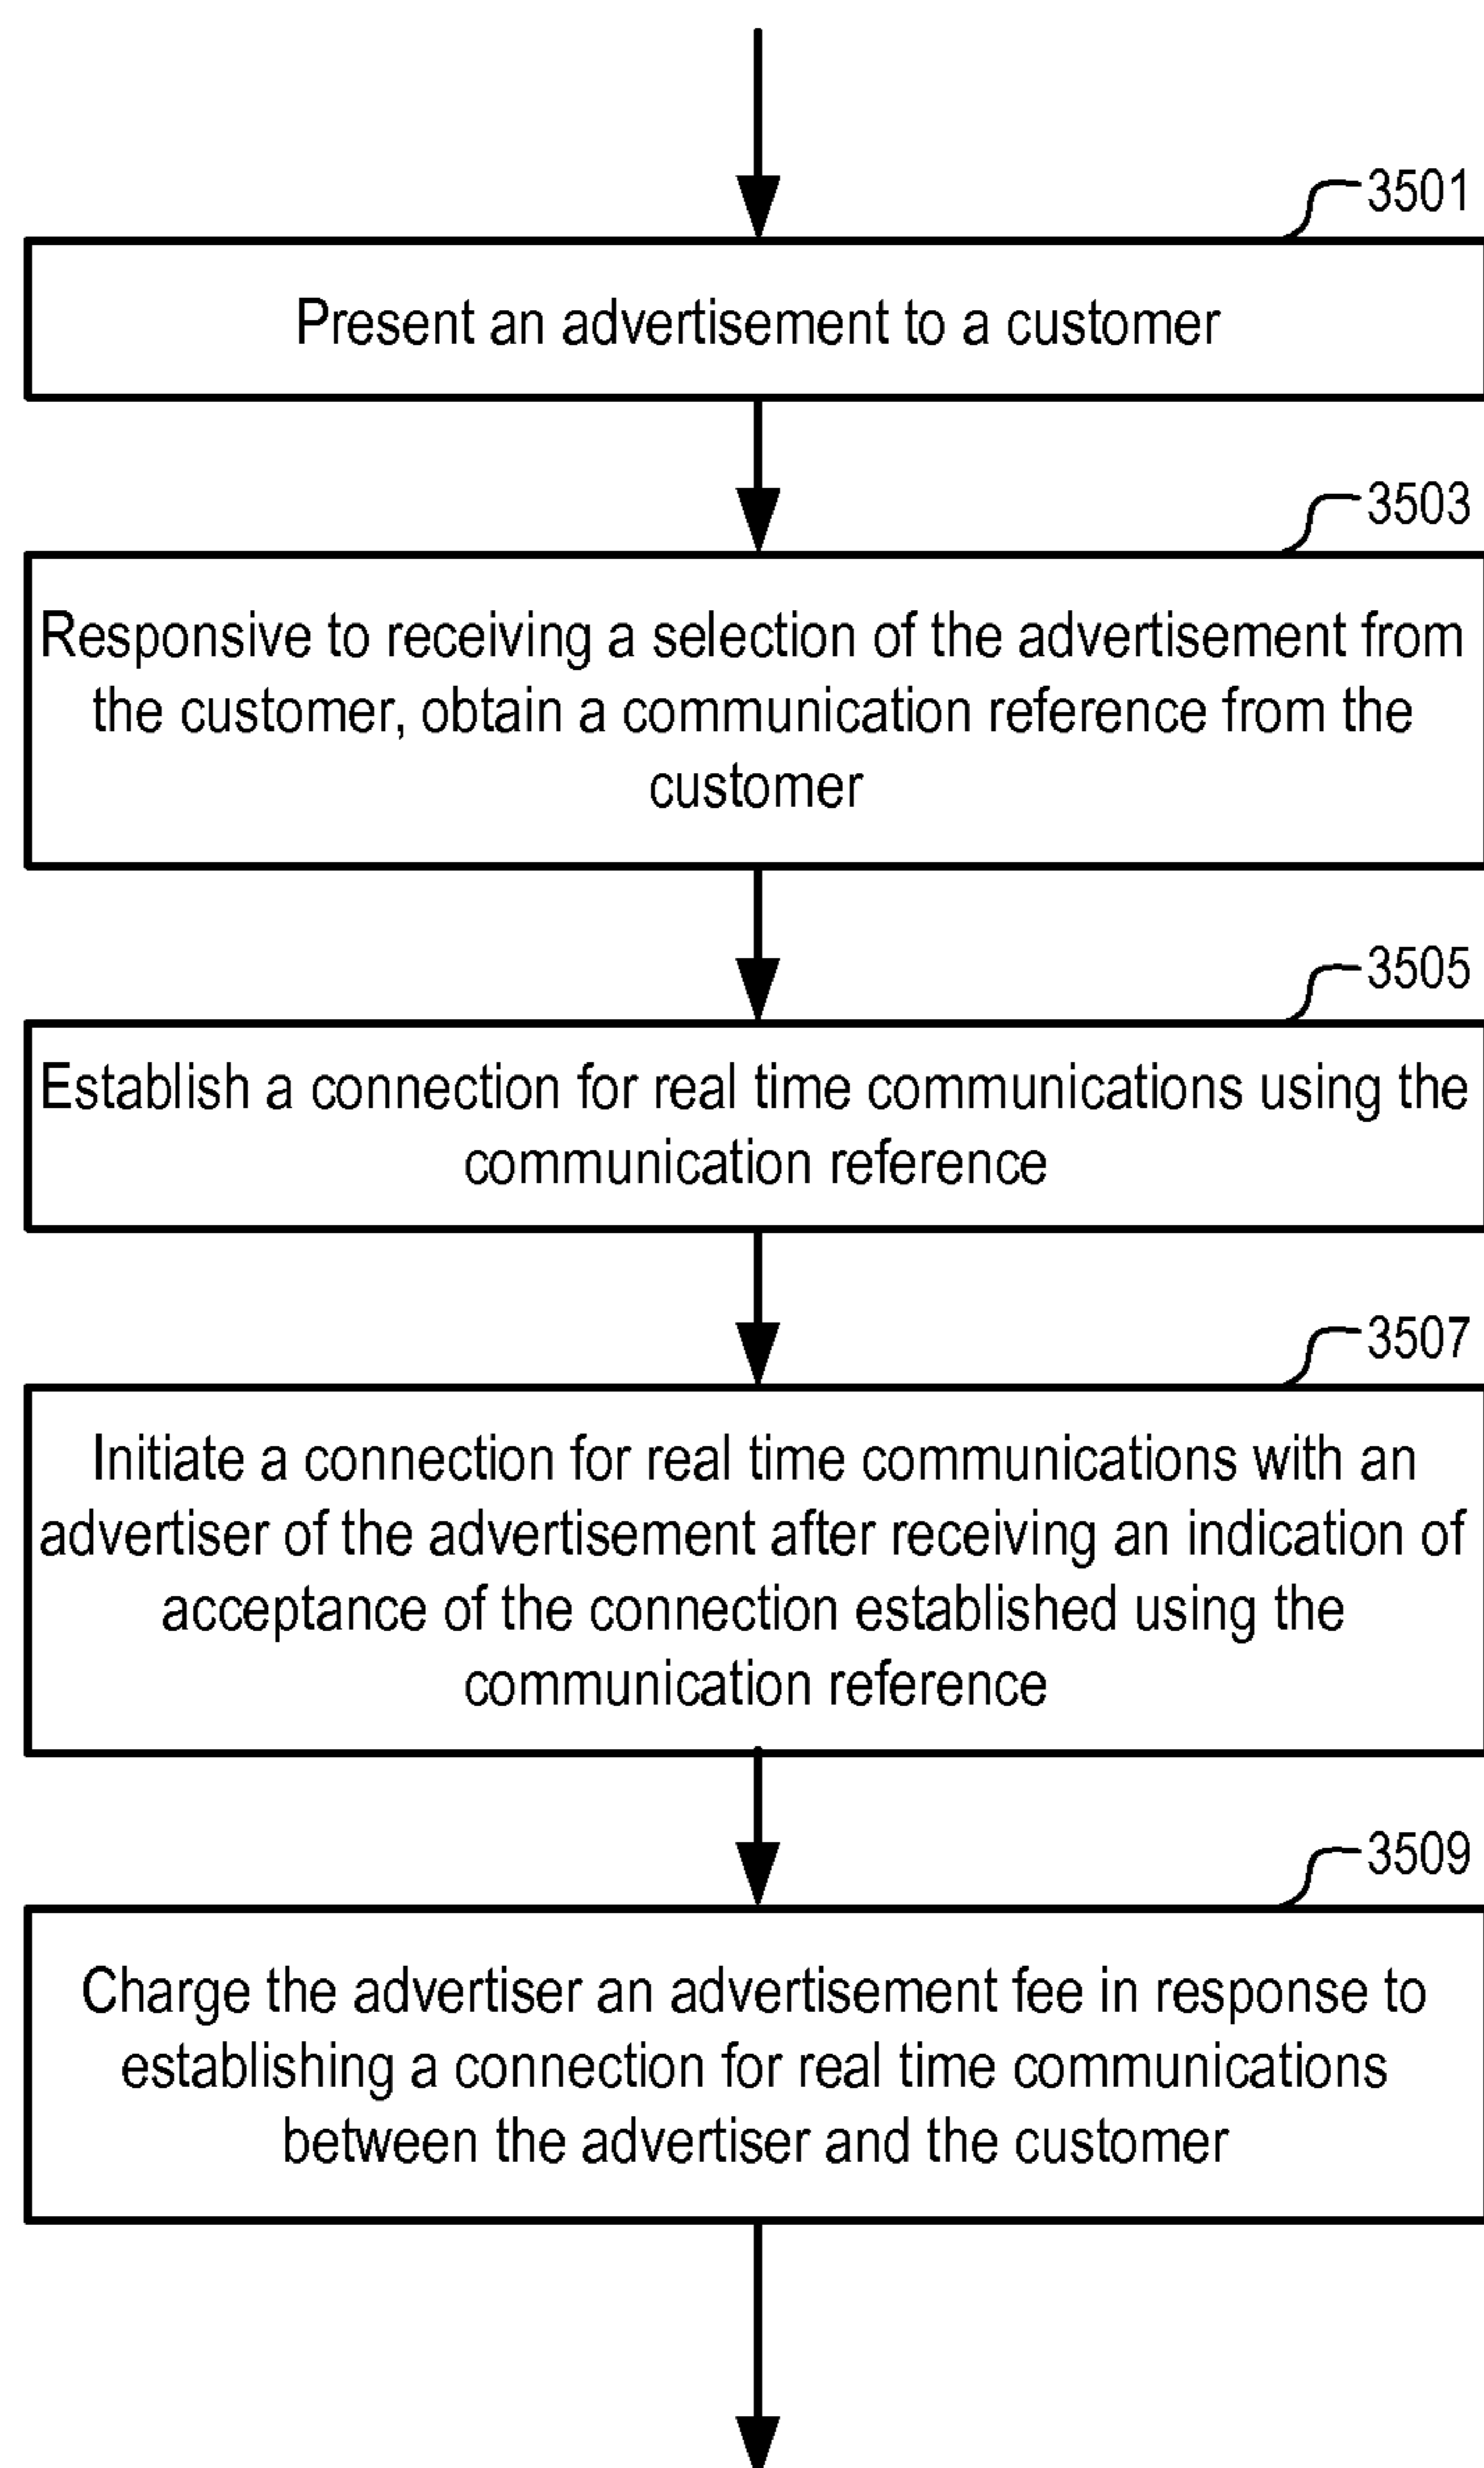 3501
Present an advertisement to a customer
3503
Responsive to receiving a selection of the advertisement from
the customer, obtain a communication reference from the
customer
3505
Establish a connection for real time communications using the
communication reference
3507
Initiate a connection for real time communications with an
advertiser of the advertisement after receiving an indication of
acceptance of the connection established using the
communication reference
3509
Charge the advertiser an advertisement fee in response to
establishing a connection for real time communications
between the advertiser and the customer